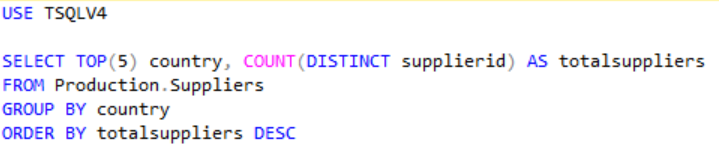 USE TSQLV4
SELECT TOP(5) country, COUNT(DISTINCT supplierid) AS totalsuppliers
FROM Production.Suppliers
GROUP BY country
ORDER BY totalsuppliers DESC